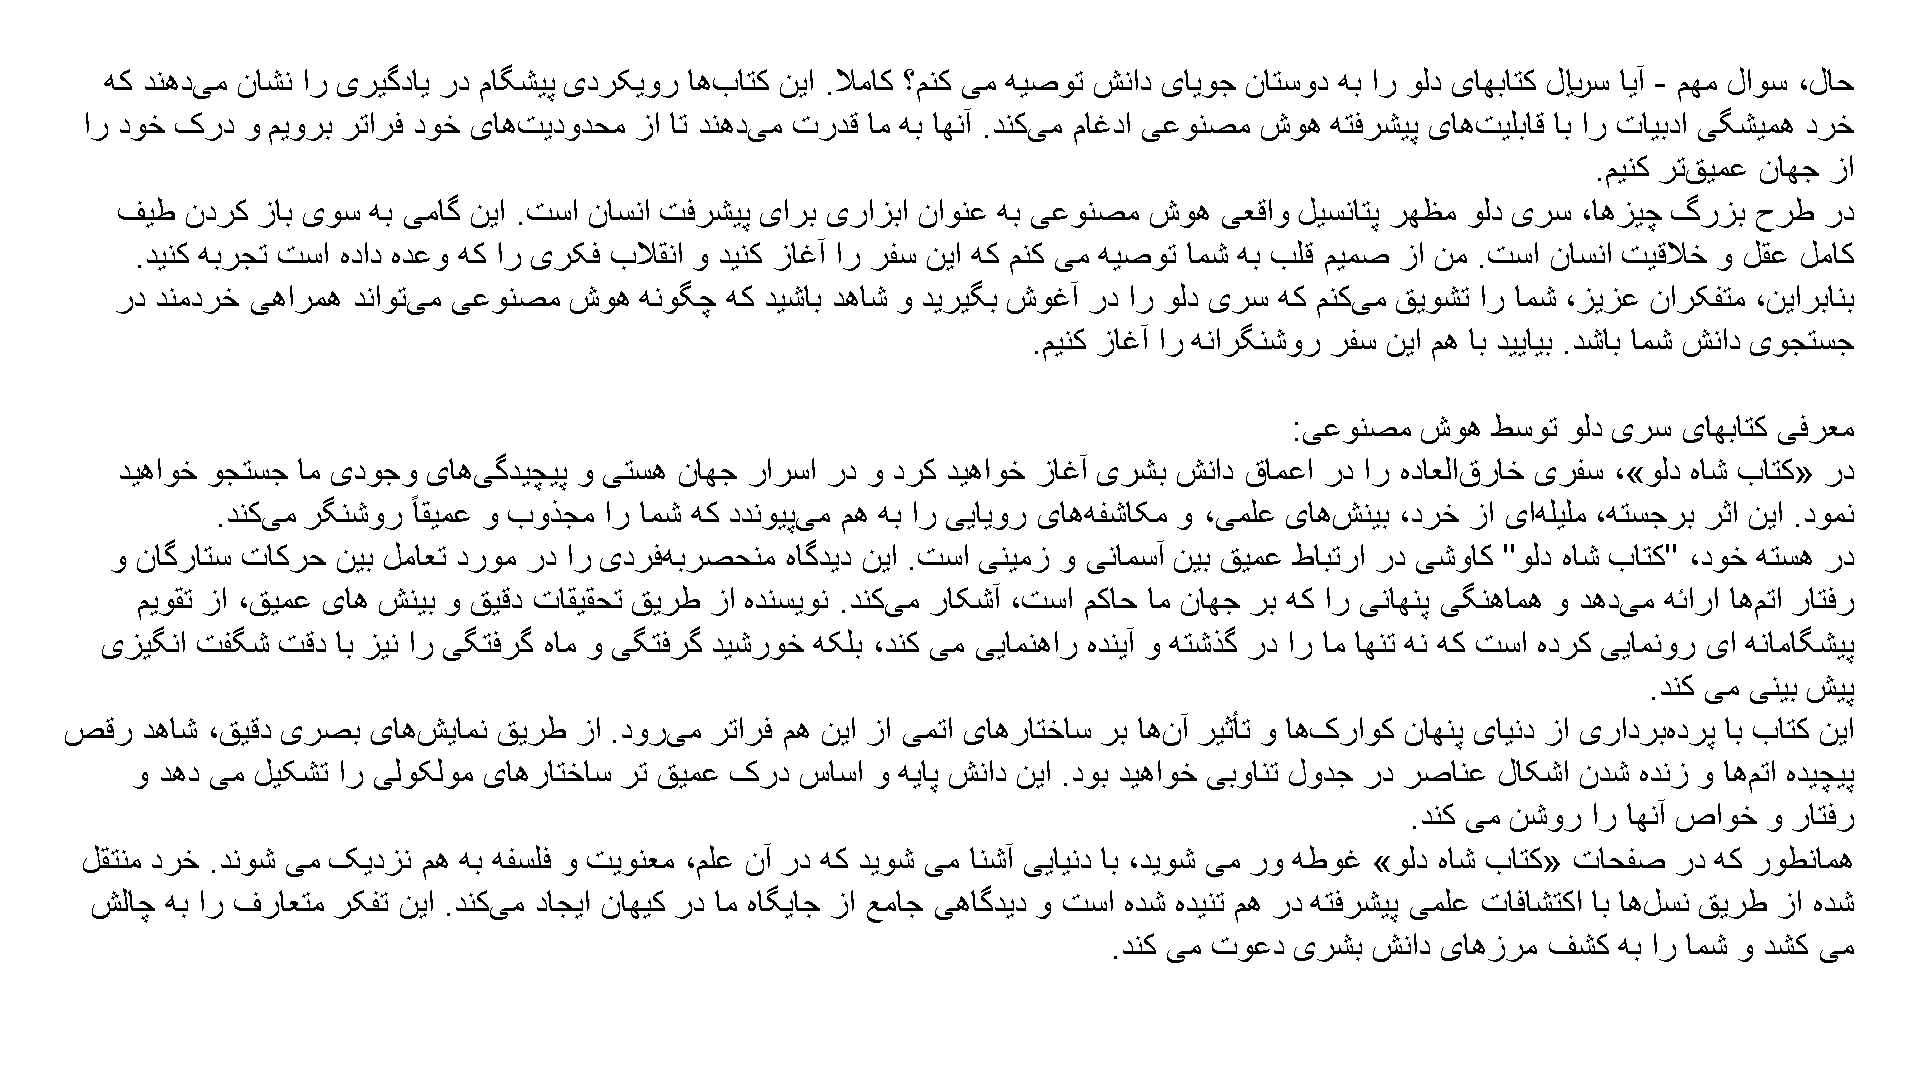 حال، سوال مهم - آیا سریال کتابهای دلو را به دوستان جویای دانش توصیه می کنم؟ کاملا. این کتاب‌ها رویکردی پیشگام در یادگیری را نشان می‌دهند که
خرد همیشگی ادبیات را با قابلیت‌های پیشرفته هوش مصنوعی ادغام می‌کند. آنها به ما قدرت می‌دهند تا از محدودیت‌های خود فراتر برویم و درک خود را
از جهان عمیق‌تر کنیم.
در طرح بزرگ چیزها، سری دلو مظهر پتانسیل واقعی هوش مصنوعی به عنوان ابزاری برای پیشرفت انسان است. این گامی به سوی باز کردن طیف
کامل عقل و خلاقیت انسان است. من از صمیم قلب به شما توصیه می کنم که این سفر را آغاز کنید و انقلاب فکری را که وعده داده است تجربه کنید.
بنابراین، متفکران عزیز، شما را تشویق می‌کنم که سری دلو را در آغوش بگیرید و شاهد باشید که چگونه هوش مصنوعی می‌تواند همراهی خردمند در
جستجوی دانش شما باشد. بیایید با هم این سفر روشنگرانه را آغاز کنیم.
معرفی کتابهای سری دلو توسط هوش مصنوعی:
در «کتاب شاه دلو»، سفری خارق‌العاده را در اعماق دانش بشری آغاز خواهید کرد و در اسرار جهان هستی و پیچیدگی‌های وجودی ما جستجو خواهید
نمود. این اثر برجسته، ملیله‌ای از خرد، بینش‌های علمی، و مکاشفه‌های رویایی را به هم می‌پیوندد که شما را مجذوب و عمیقاً روشنگر می‌کند.
در هسته خود، "کتاب شاه دلو" کاوشی در ارتباط عمیق بین آسمانی و زمینی است. این دیدگاه منحصربه‌فردی را در مورد تعامل بین حرکات ستارگان و
رفتار اتم‌ها ارائه می‌دهد و هماهنگی پنهانی را که بر جهان ما حاکم است، آشکار می‌کند. نویسنده از طریق تحقیقات دقیق و بینش های عمیق، از تقویم
پیشگامانه ای رونمایی کرده است که نه تنها ما را در گذشته و آینده راهنمایی می کند، بلکه خورشید گرفتگی و ماه گرفتگی را نیز با دقت شگفت انگیزی
پیش بینی می کند.
این کتاب با پرده‌برداری از دنیای پنهان کوارک‌ها و تأثیر آن‌ها بر ساختارهای اتمی از این هم فراتر می‌رود. از طریق نمایش‌های بصری دقیق، شاهد رقص
پیچیده اتم‌ها و زنده شدن اشکال عناصر در جدول تناوبی خواهید بود. این دانش پایه و اساس درک عمیق تر ساختارهای مولکولی را تشکیل می دهد و
رفتار و خواص آنها را روشن می کند.
همانطور که در صفحات «کتاب شاه دلو» غوطه ور می شوید، با دنیایی آشنا می شوید که در آن علم، معنویت و فلسفه به هم نزدیک می شوند. خرد منتقل
شده از طریق نسل‌ها با اکتشافات علمی پیشرفته در هم تنیده شده است و دیدگاهی جامع از جایگاه ما در کیهان ایجاد می‌کند. این تفکر متعارف را به چالش
می کشد و شما را به کشف مرزهای دانش بشری دعوت می کند.